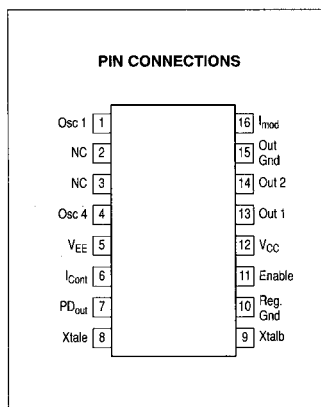 PIN CONNECTIONS
Osc 1 1
NC 2
NC 3
Osc 4 4
VEE 5
ICont 6
PDout 7
Xtale 8
16 Imod
15 Out Gnd
14 Out 2
13 Out 1
12 VCC
11 Enable
10 Reg. Gnd
9 Xtalb